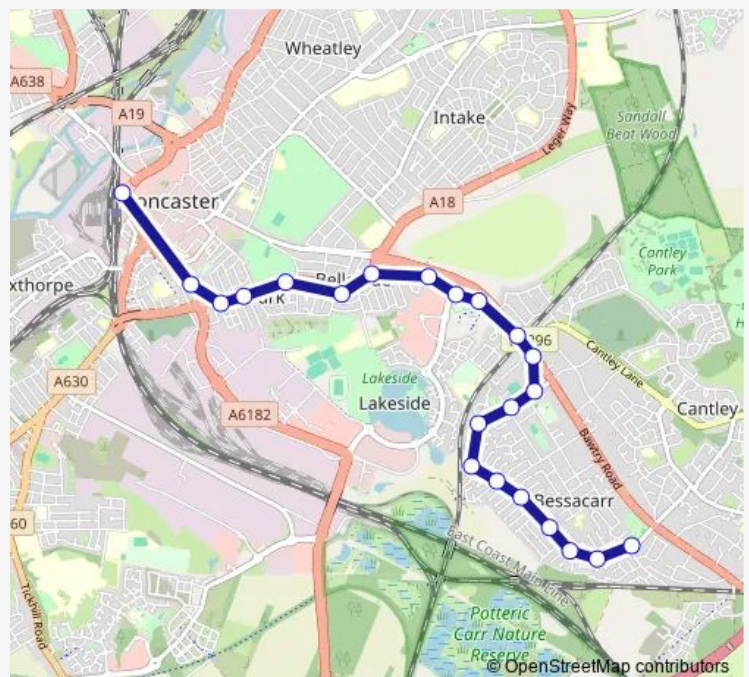 Wheatley
A638
A19
Intake
Sandall
Beat Wood
Leger Way
A18
oncaster
Cantley
Park
xthorpe
Bell
ark
Cantley Lane
A630
Lakeside
Lakeside
A6182
Cantley
Bawtry Road
60
Bessacarr
East Coast Main Line
Tickhill Road
Potteric
Carr Nature
Reserve
© OpenStreetMap contributors